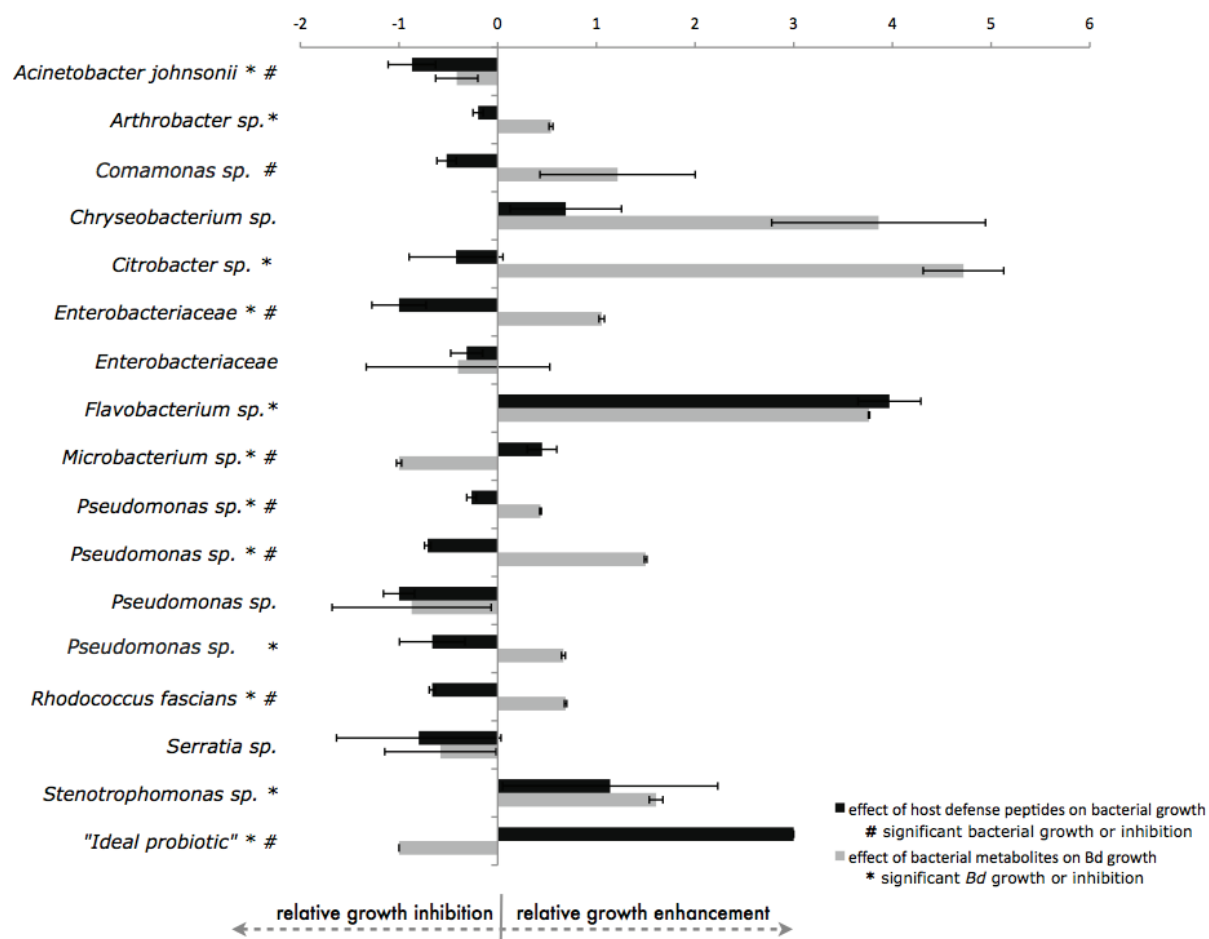 -2 -1 0 1 2 3 4 5 6
Acinetobacter johnsonii * #
Arthrobacter sp.*
Comamonas sp. #
Chryseobacterium sp.
Citrobacter sp. *
Enterobacteriaceae * #
Enterobacteriaceae
Flavobacterium sp.*
Microbacterium sp.* #
Pseudomonas sp.* #
Pseudomonas sp. * #
Pseudomonas sp.
Pseudomonas sp. *
Rhodococcus fascians * #
Serratia sp.
Stenotrophomonas sp. *
"Ideal probiotic" * #
effect of host defense peptides on bacterial growth
# significant bacterial growth or inhibition
effect of bacterial metabolites on Bd growth
* significant Bd growth or inhibition
relative growth inhibition relative growth enhancement